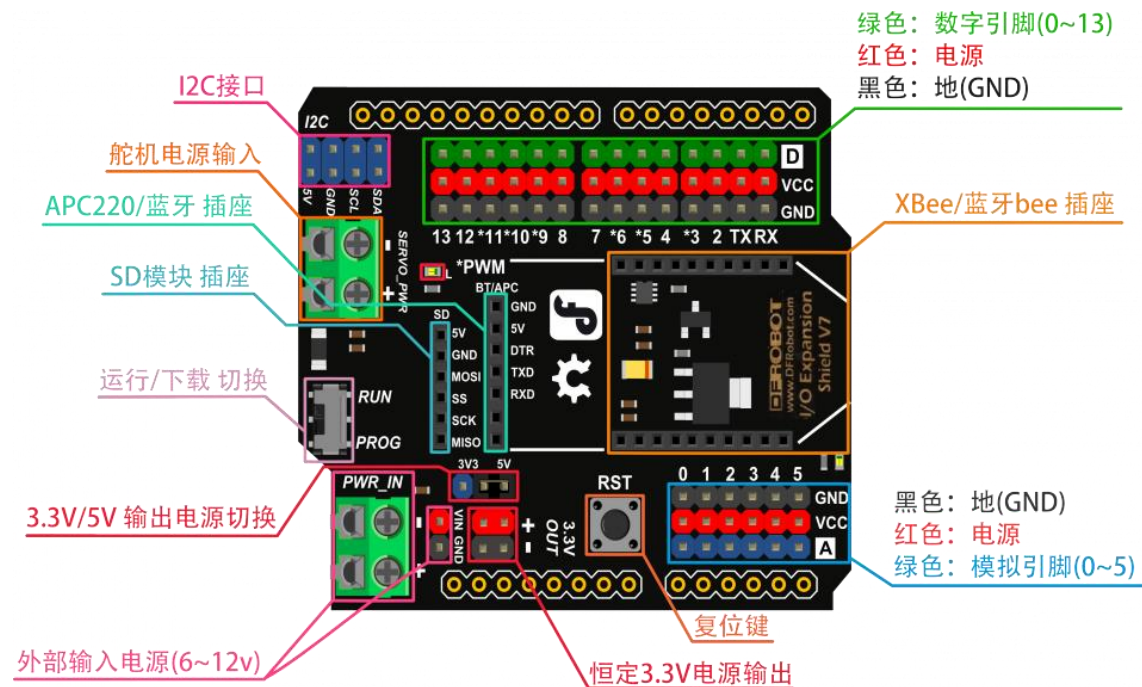 绿色：数字引脚(0~13)
红色：电源
黑色：地(GND)
I2C接口
I2C
舵机电源输入
5V
GND
SCL
SDA
D
VCC
GND
APC220/蓝牙 插座
XBee/蓝牙bee 插座
13 12 *11 *10 *9 8 7 *6 *5 4 *3 2 TX RX
SERVO_PWR
-
+
L
*PWM
SD模块 插座
BT/APC
GND
5V
DTR
TXD
RXD
SD
5V
GND
MOSI
SS
SCK
MISO
DFROBOT
www.DFRobot.com
I/O Expansion
Shield V7
运行/下载 切换
RUN
PROG
3V3 5V
PWR_IN
-
+
VIN
GND
+
-
3.3V
OUT
RST
0 1 2 3 4 5
GND
VCC
A
3.3V/5V 输出电源切换
黑色：地(GND)
红色：电源
绿色：模拟引脚(0~5)
复位键
外部输入电源(6~12v)
恒定3.3V电源输出